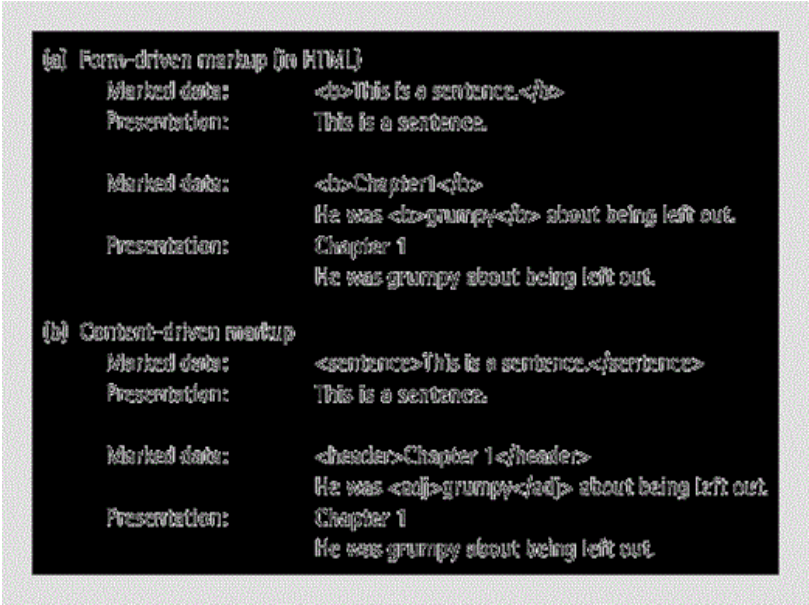 (a) Form-driven markup (in HTML)
Marked data: <b>This is a sentence.</b>
Presentation: This is a sentence.
Marked data: <b>Chapter1</b>
He was <b>grumpy</b> about being left out.
Presentation: Chapter 1
He was grumpy about being left out.
(b) Content-driven markup
Marked data: <sentence>This is a sentence.</sentence>
Presentation: This is a sentence.
Marked data: <header>Chapter 1</header>
He was <adj>grumpy</adj> about being left out.
Presentation: Chapter 1
He was grumpy about being left out.